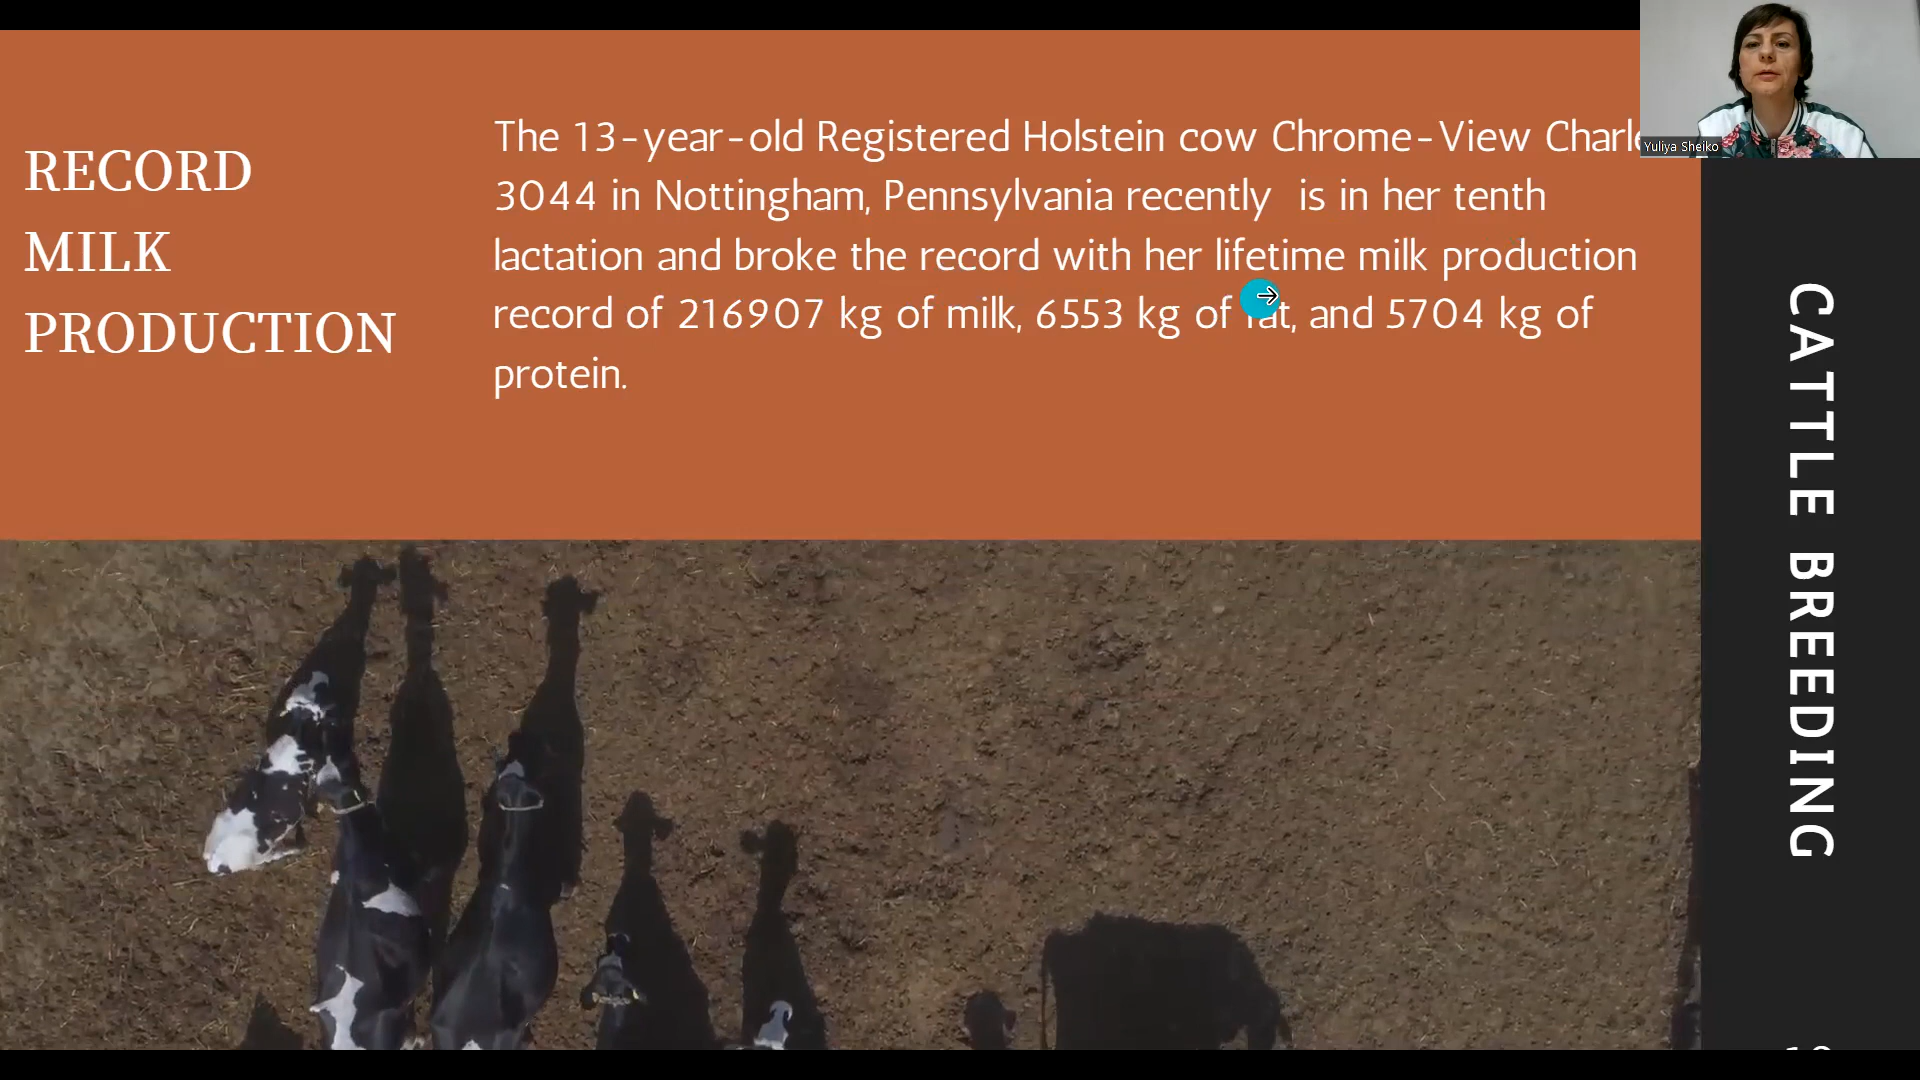 RECORD
MILK
PRODUCTION
The 13-year-old Registered Holstein cow Chrome-View
3044 in Nottingham, Pennsylvania recently is in her tenth
lactation and broke the record with her lifetime milk production
record of 216907 kg of milk, 6553 kg of fat, and 5704 kg of
protein.
Yuliya Sheiko
CATTLE BREEDING